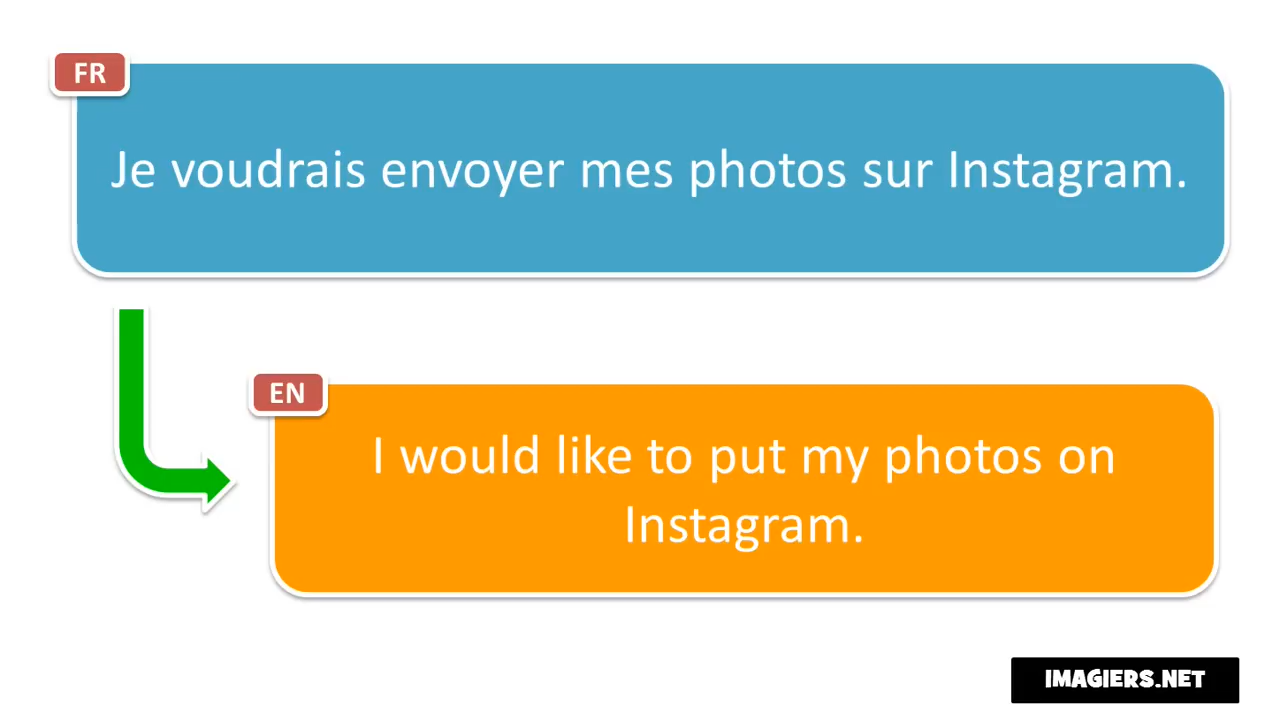 FR
Je voudrais envoyer mes photos sur Instagram.
EN
I would like to put my photos on
Instagram.
IMAGIERS.NET